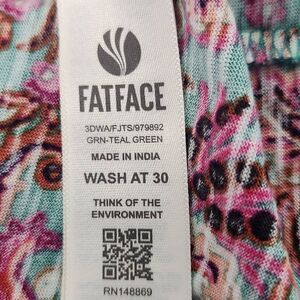 FATFACE
3DWA/FJTS/979892
GRN-TEAL GREEN
MADE IN INDIA
WASH AT 30
THINK OF THE
ENVIRONMENT
RN148869